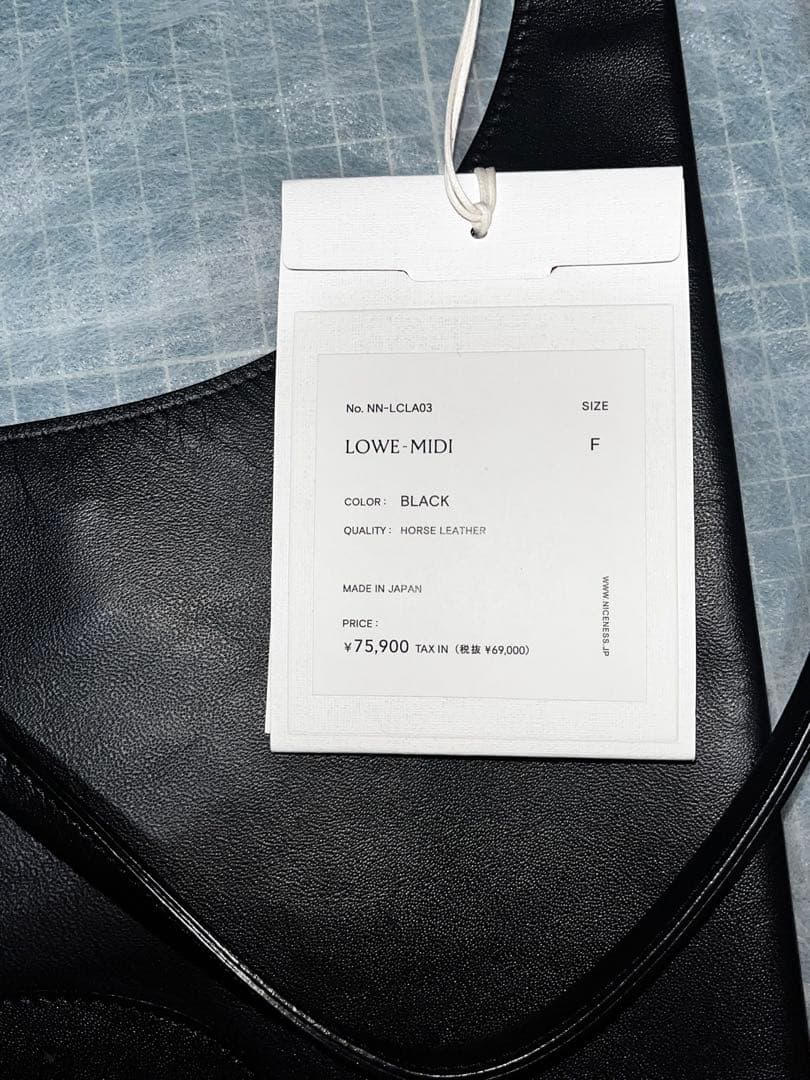 No. NN-LCLA03
SIZE
LOWE-MIDI
F
COLOR : BLACK
QUALITY : HORSE LEATHER
MADE IN JAPAN
PRICE :
¥75,900 TAX IN (税抜 ¥69,000)
WWW.NICENESS.JP